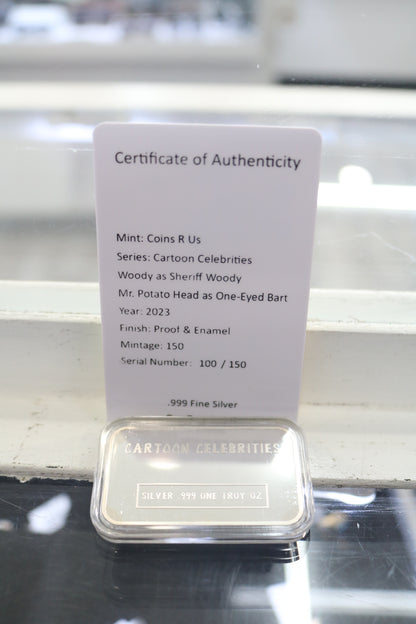 Certificate of Authenticity
Mint: Coins R Us
Series: Cartoon Celebrities
Woody as Sheriff Woody
Mr. Potato Head as One-Eyed Bart
Year: 2023
Finish: Proof & Enamel
Mintage: 150
Serial Number: 100 / 150
.999 Fine Silver
CARTOON CELEBRITIES
SILVER .999 ONE TROY OZ